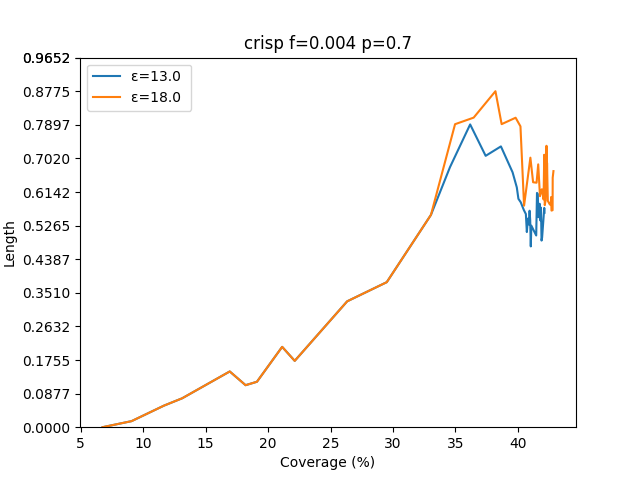 crisp f=0.004 p=0.7
ε=13.0
ε=18.0
0.9652
0.8775
0.7897
0.7020
0.6142
0.5265
0.4387
0.3510
0.2632
0.1755
0.0877
0.0000
Length
5 10 15 20 25 30 35 40
Coverage (%)